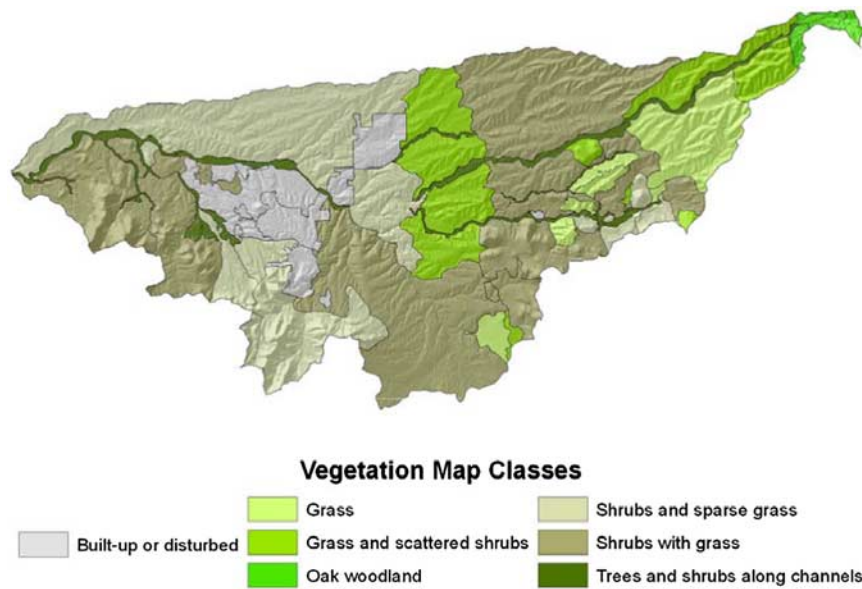 Vegetation Map Classes
Built-up or disturbed
Grass
Grass and scattered shrubs
Oak woodland
Shrubs and sparse grass
Shrubs with grass
Trees and shrubs along channels